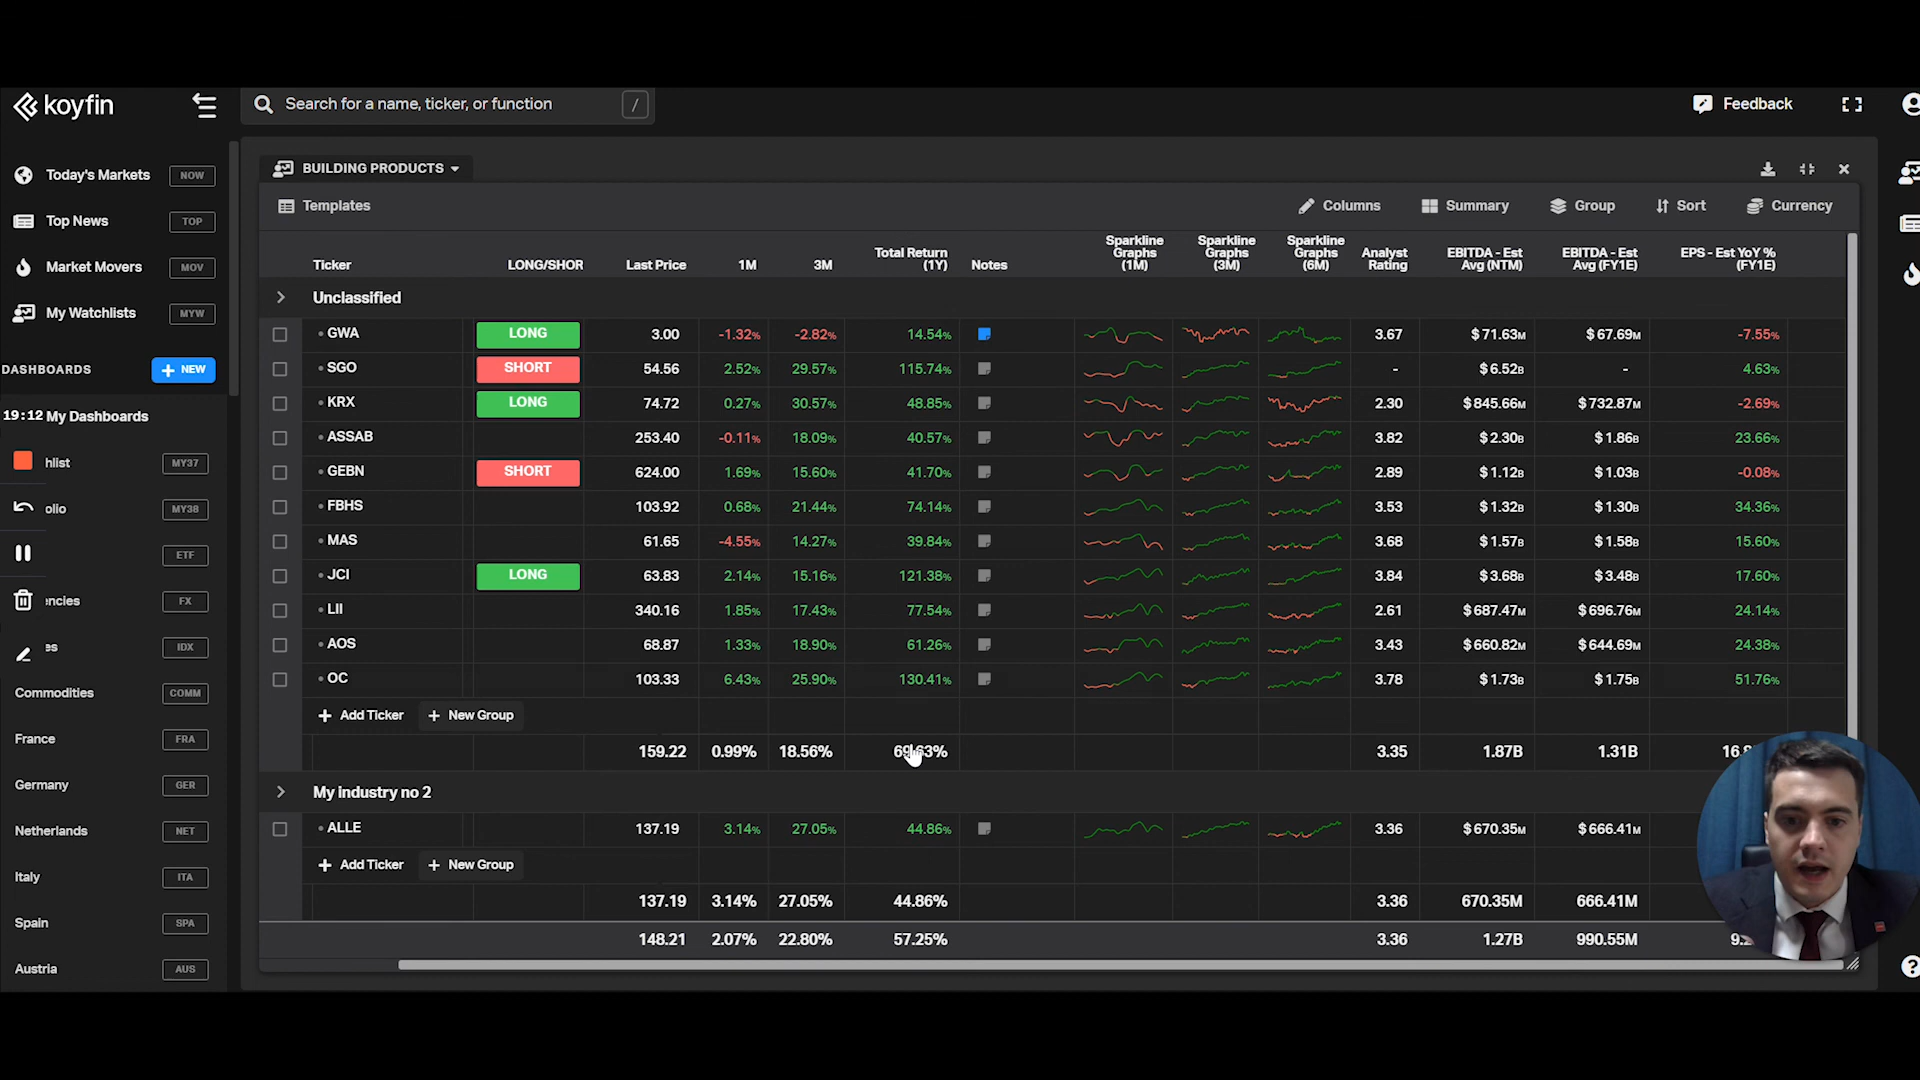 koyfin
Search for a name, ticker, or function /
Feedback
Today's Markets NOW
Top News TOP
Market Movers MOV
My Watchlists MYW
DASHBOARDS + NEW
19:12 My Dashboards
hlist MY37
olio MY38
ETF
encies FX
es IDX
Commodities COMM
France FRA
Germany GER
Netherlands NET
Italy ITA
Spain SPA
Austria AUS
BUILDING PRODUCTS
Templates Columns Summary Group Sort Currency
Ticker LONG/SHOR Last Price 1M 3M Total Return (1Y) Notes Sparkline Graphs (1M) Sparkline Graphs (3M) Sparkline Graphs (6M) Analyst Rating EBITDA - Est Avg (NTM) EBITDA - Est Avg (FY1E) EPS - Est YoY % (FY1E)
Unclassified
GWA LONG 3.00 -1.32% -2.82% 14.54% 3.67 $ 71.63M $ 67.69M -7.55%
SGO SHORT 54.56 2.52% 29.57% 115.74% - $ 6.52B - 4.63%
KRX LONG 74.72 0.27% 30.57% 48.85% 2.30 $ 845.66M $ 732.87M -2.69%
ASSAB 253.40 -0.11% 18.09% 40.57% 3.82 $ 2.30B $ 1.86B 23.66%
GEBN SHORT 624.00 1.69% 15.60% 41.70% 2.89 $ 1.12B $ 1.03B -0.08%
FBHS 103.92 0.68% 21.44% 74.14% 3.53 $ 1.32B $ 1.30B 34.36%
MAS 61.65 -4.55% 14.27% 39.84% 3.68 $ 1.57B $ 1.58B 15.60%
JCI LONG 63.83 2.14% 15.16% 121.38% 3.84 $ 3.68B $ 3.48B 17.60%
LII 340.16 1.85% 17.43% 77.54% 2.61 $ 687.47M $ 696.76M 24.14%
AOS 68.87 1.33% 18.90% 61.26% 3.43 $ 660.82M $ 644.69M 24.38%
OC 103.33 6.43% 25.90% 130.41% 3.78 $ 1.73B $ 1.75B 51.76%
+ Add Ticker + New Group
159.22 0.99% 18.56% 3.35 1.87B 1.31B
My industry no 2
ALLE 137.19 3.14% 27.05% 44.86% 3.36 $ 670.35M $ 666.41M
+ Add Ticker + New Group
137.19 3.14% 27.05% 44.86% 3.36 670.35M 666.41M
148.21 2.07% 22.80% 57.25% 3.36 1.27B 990.55M
?